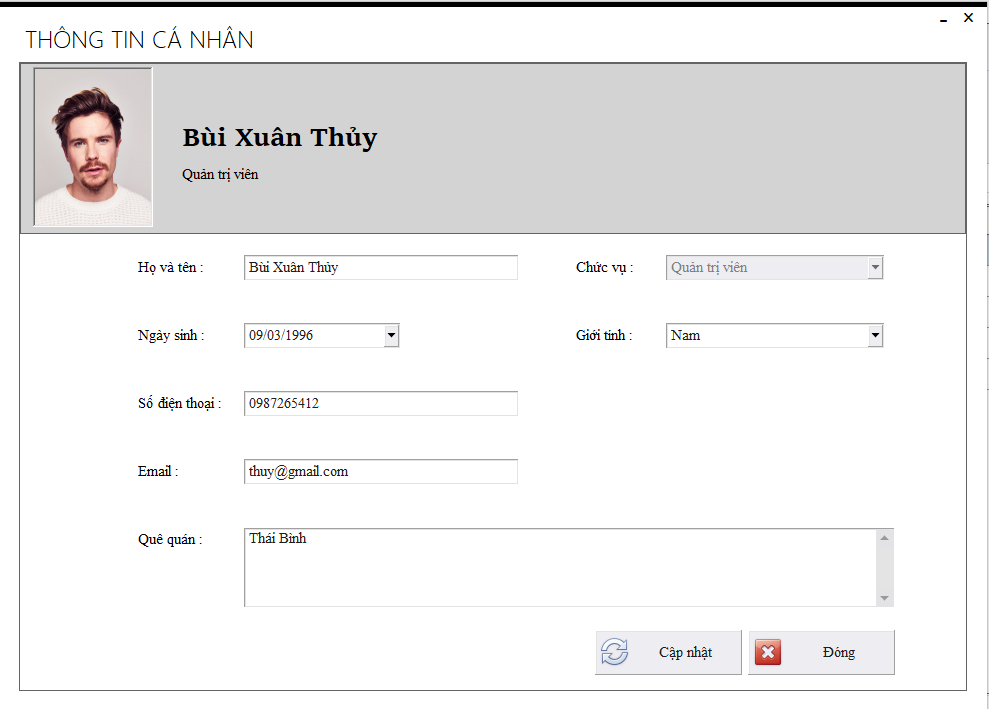 THÔNG TIN CÁ NHÂN
Bùi Xuân Thủy
Quản trị viên
Họ và tên : Bùi Xuân Thủy Chức vụ : Quản trị viên
Ngày sinh : 09/03/1996 Giới tính : Nam
Số điện thoại : 0987265412
Email : thuy@gmail.com
Quê quán : Thái Bình
Cập nhật Đóng